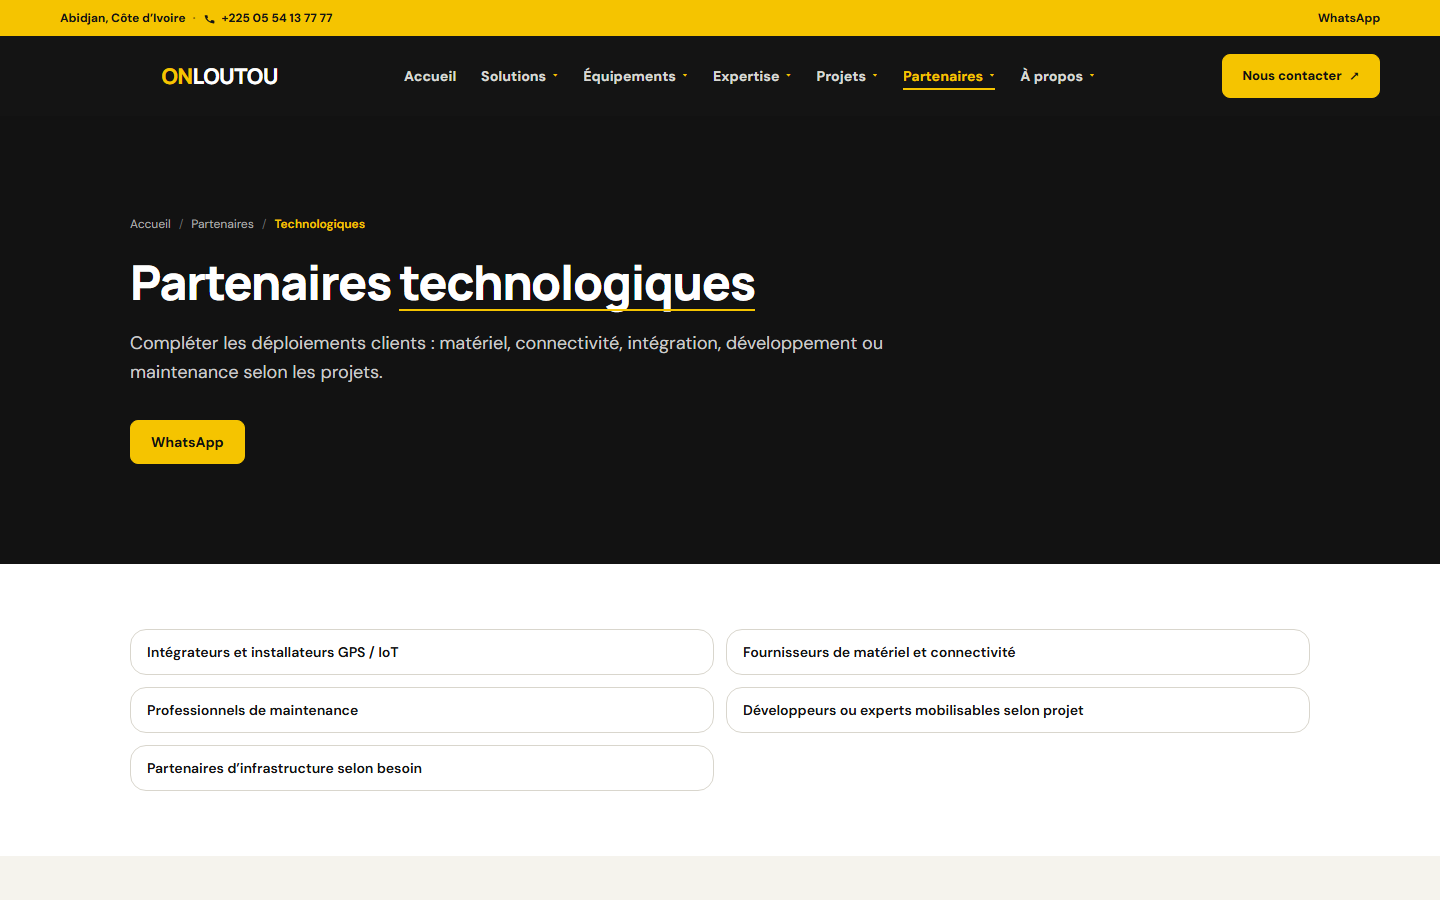 Abidjan, Côte d’Ivoire · +225 05 54 13 77 77
WhatsApp
ONLOUTOU
Accueil
Solutions
Équipements
Expertise
Projets
Partenaires
À propos
Nous contacter ↗
Accueil / Partenaires / Technologiques
Partenaires technologiques
Compléter les déploiements clients : matériel, connectivité, intégration, développement ou
maintenance selon les projets.
WhatsApp
Intégrateurs et installateurs GPS / IoT
Fournisseurs de matériel et connectivité
Professionnels de maintenance
Développeurs ou experts mobilisables selon projet
Partenaires d’infrastructure selon besoin